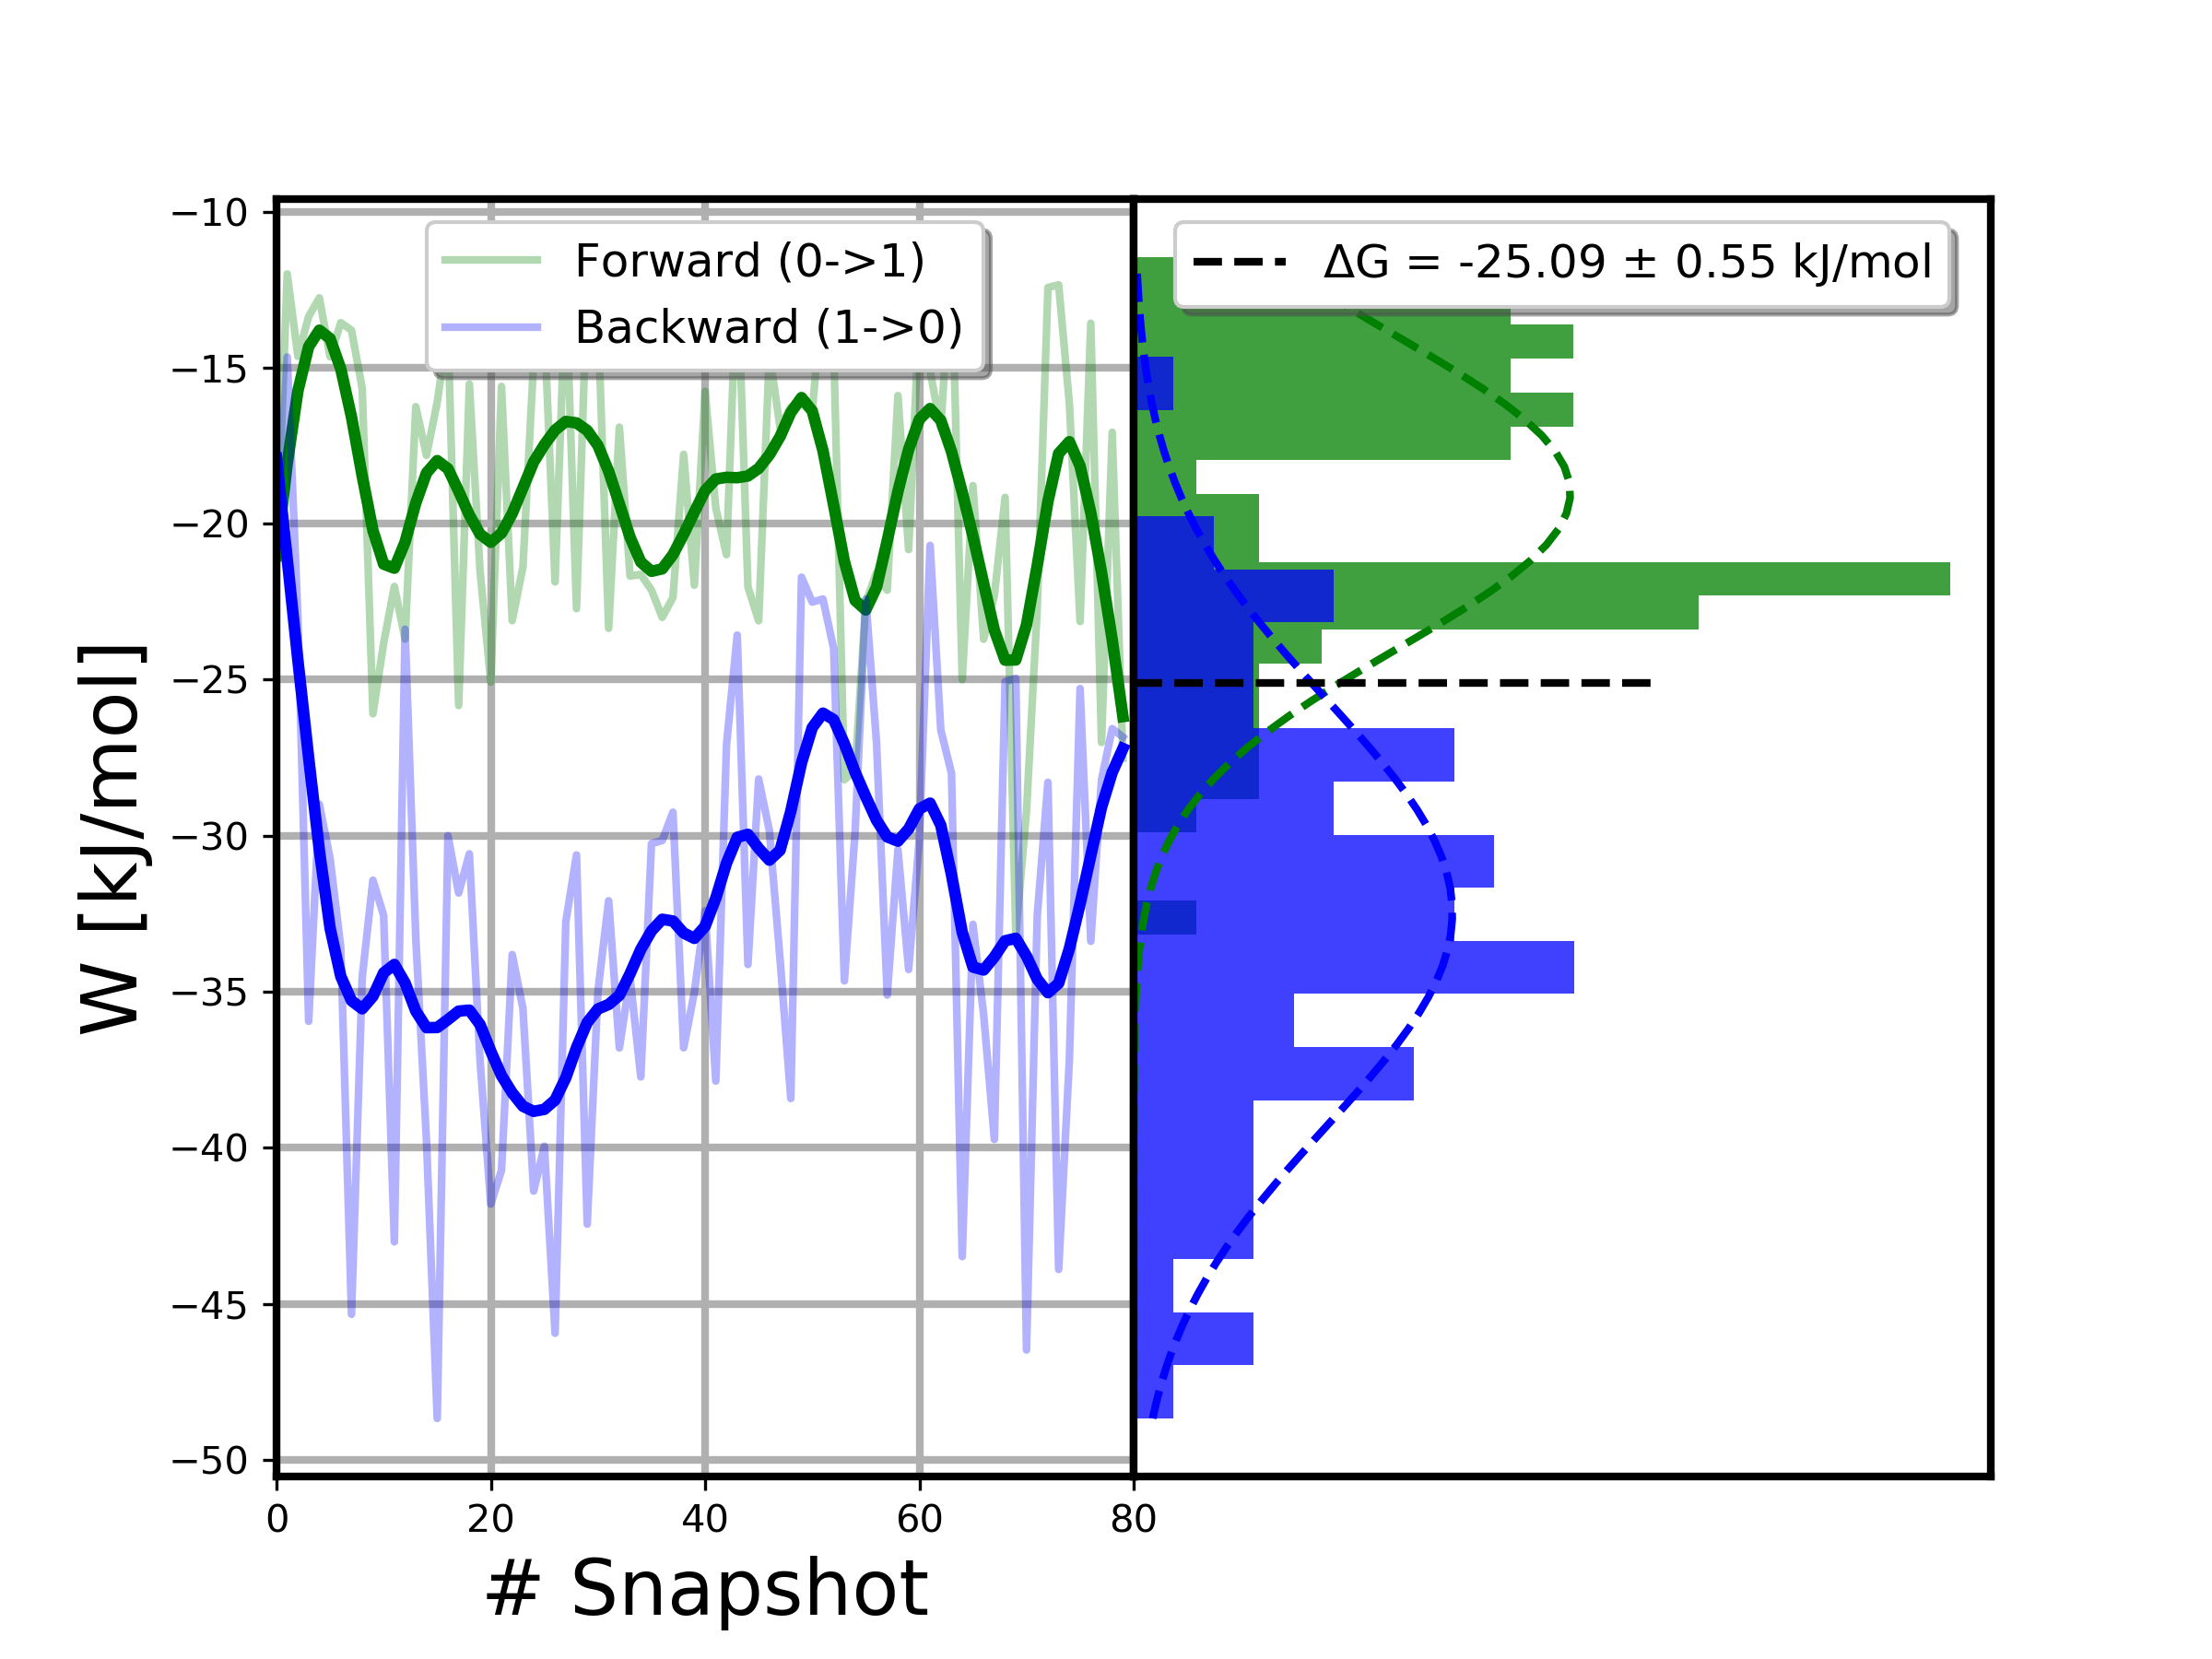 Forward (0->1)
Backward (1->0)
ΔG = -25.09 ± 0.55 kJ/mol
W [kJ/mol]
−10
−15
−20
−25
−30
−35
−40
−45
−50
0 20 40 60 80
# Snapshot